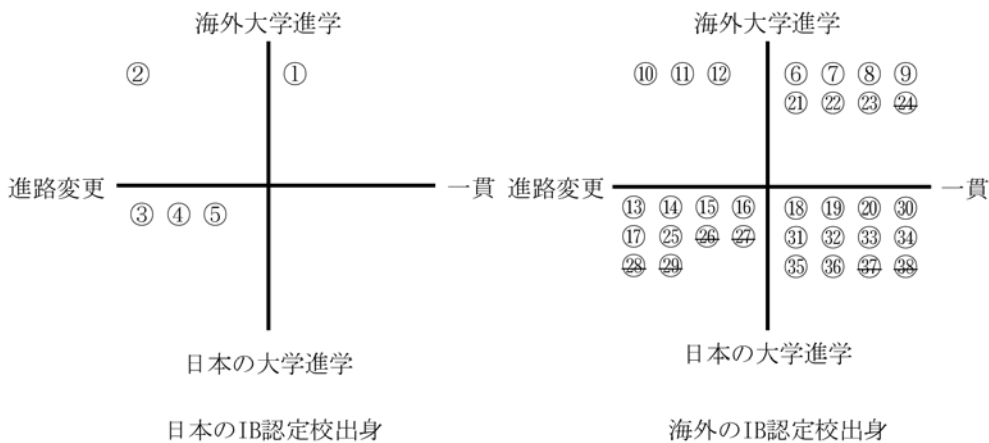 海外大学進学
② ①
進路変更 一貫
③ ④ ⑤
日本の大学進学
日本のIB認定校出身
海外大学進学
⑩ ⑪ ⑫ ⑥ ⑦ ⑧ ⑨
㉑ ㉒ ㉓ ㉔
進路変更 一貫
⑬ ⑭ ⑮ ⑯ ⑱ ⑲ ⑳ ㉚
⑰ ㉕ ㉖ ㉗ ㉛ ㉜ ㉝ ㉞
㉘ ㉙ ㉟ ㊱ ㊲ ㊳
日本の大学進学
海外のIB認定校出身